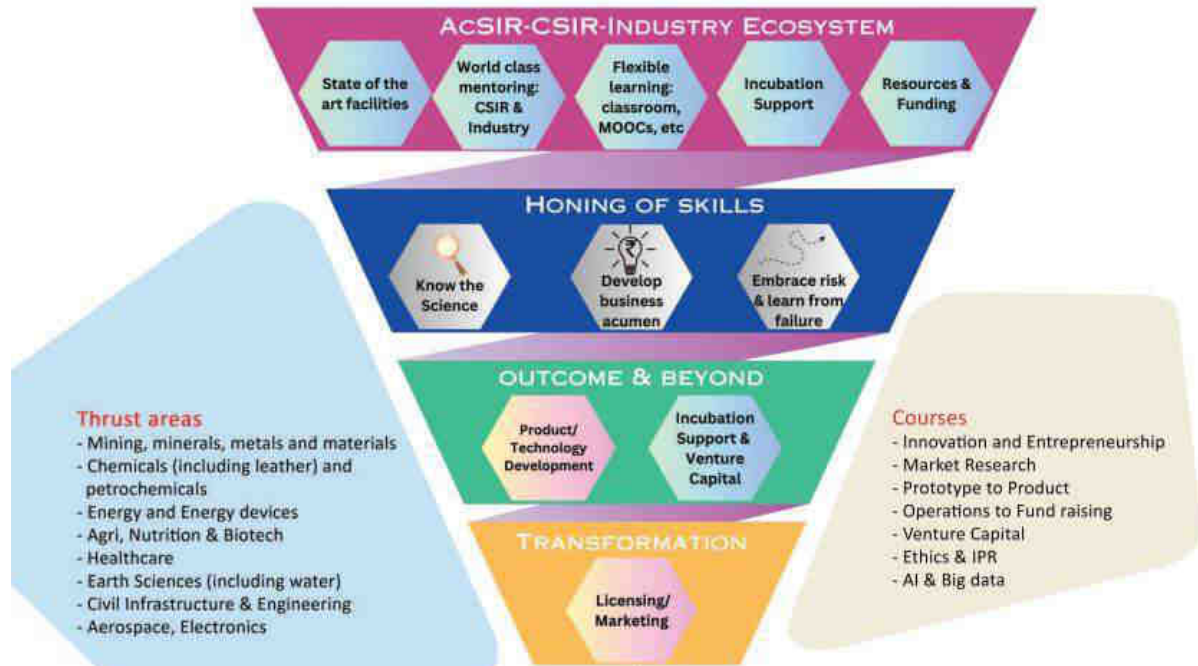 AcSIR-CSIR-Industry Ecosystem
State of the
art facilities
World class
mentoring:
CSIR &
Industry
Flexible
learning:
classroom,
MOOCs, etc
Incubation
Support
Resources &
Funding
Honing of skills
Know the
Science
₹
Develop
business
acumen
Embrace risk
& learn from
failure
OUTCOME & BEYOND
Product/
Technology
Development
Incubation
Support &
Venture
Capital
Transformation
Licensing/
Marketing
Thrust areas
- Mining, minerals, metals and materials
- Chemicals (including leather) and
petrochemicals
- Energy and Energy devices
- Agri, Nutrition & Biotech
- Healthcare
- Earth Sciences (including water)
- Civil Infrastructure & Engineering
- Aerospace, Electronics
Courses
- Innovation and Entrepreneurship
- Market Research
- Prototype to Product
- Operations to Fund raising
- Venture Capital
- Ethics & IPR
- AI & Big data